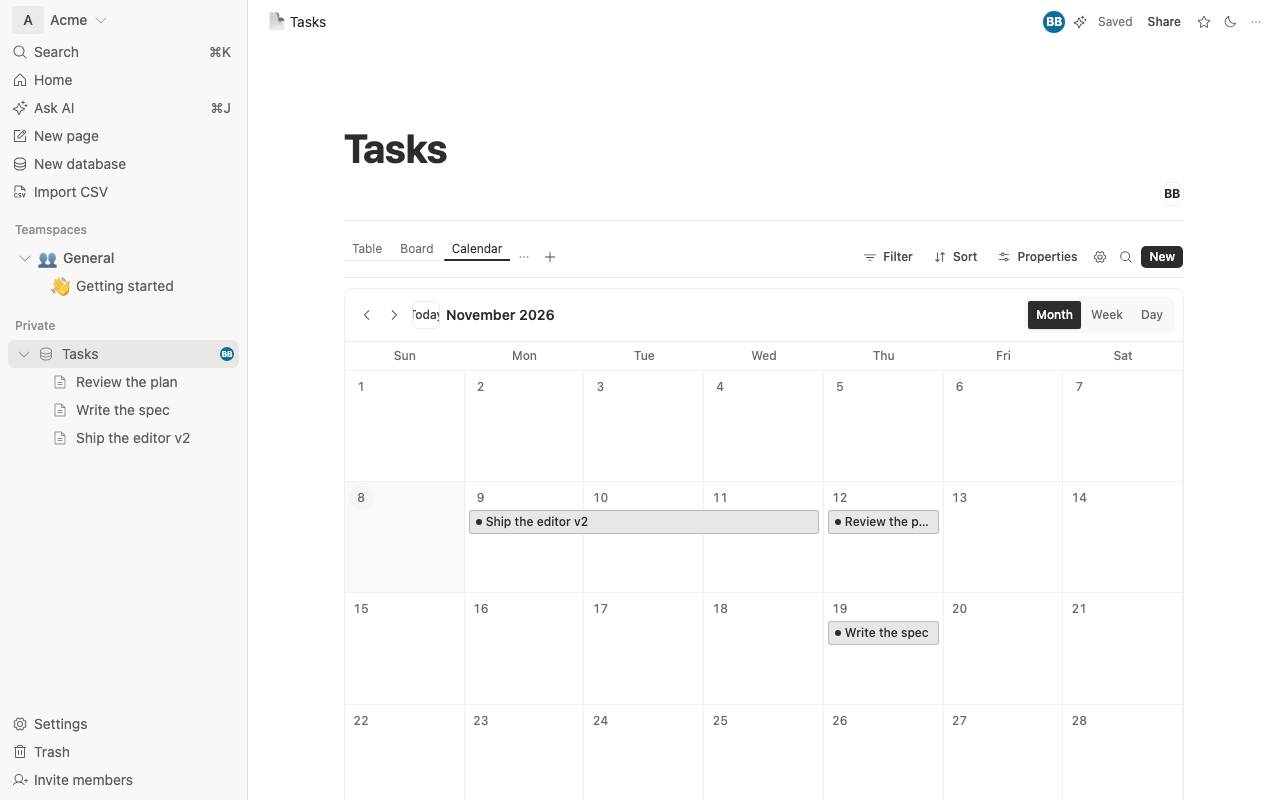 A Acme
Search ⌘K
Home
Ask AI ⌘J
New page
New database
Import CSV
Teamspaces
General
Getting started
Private
Tasks BB
Review the plan
Write the spec
Ship the editor v2
Settings
Trash
Invite members
Tasks
BB Saved Share
Tasks
BB
Table Board Calendar
Filter Sort Properties New
Today November 2026 Month Week Day
Sun Mon Tue Wed Thu Fri Sat
1 2 3 4 5 6 7
8 9 10 11 12 13 14
Ship the editor v2 Review the p...
15 16 17 18 19 20 21
Write the spec
22 23 24 25 26 27 28